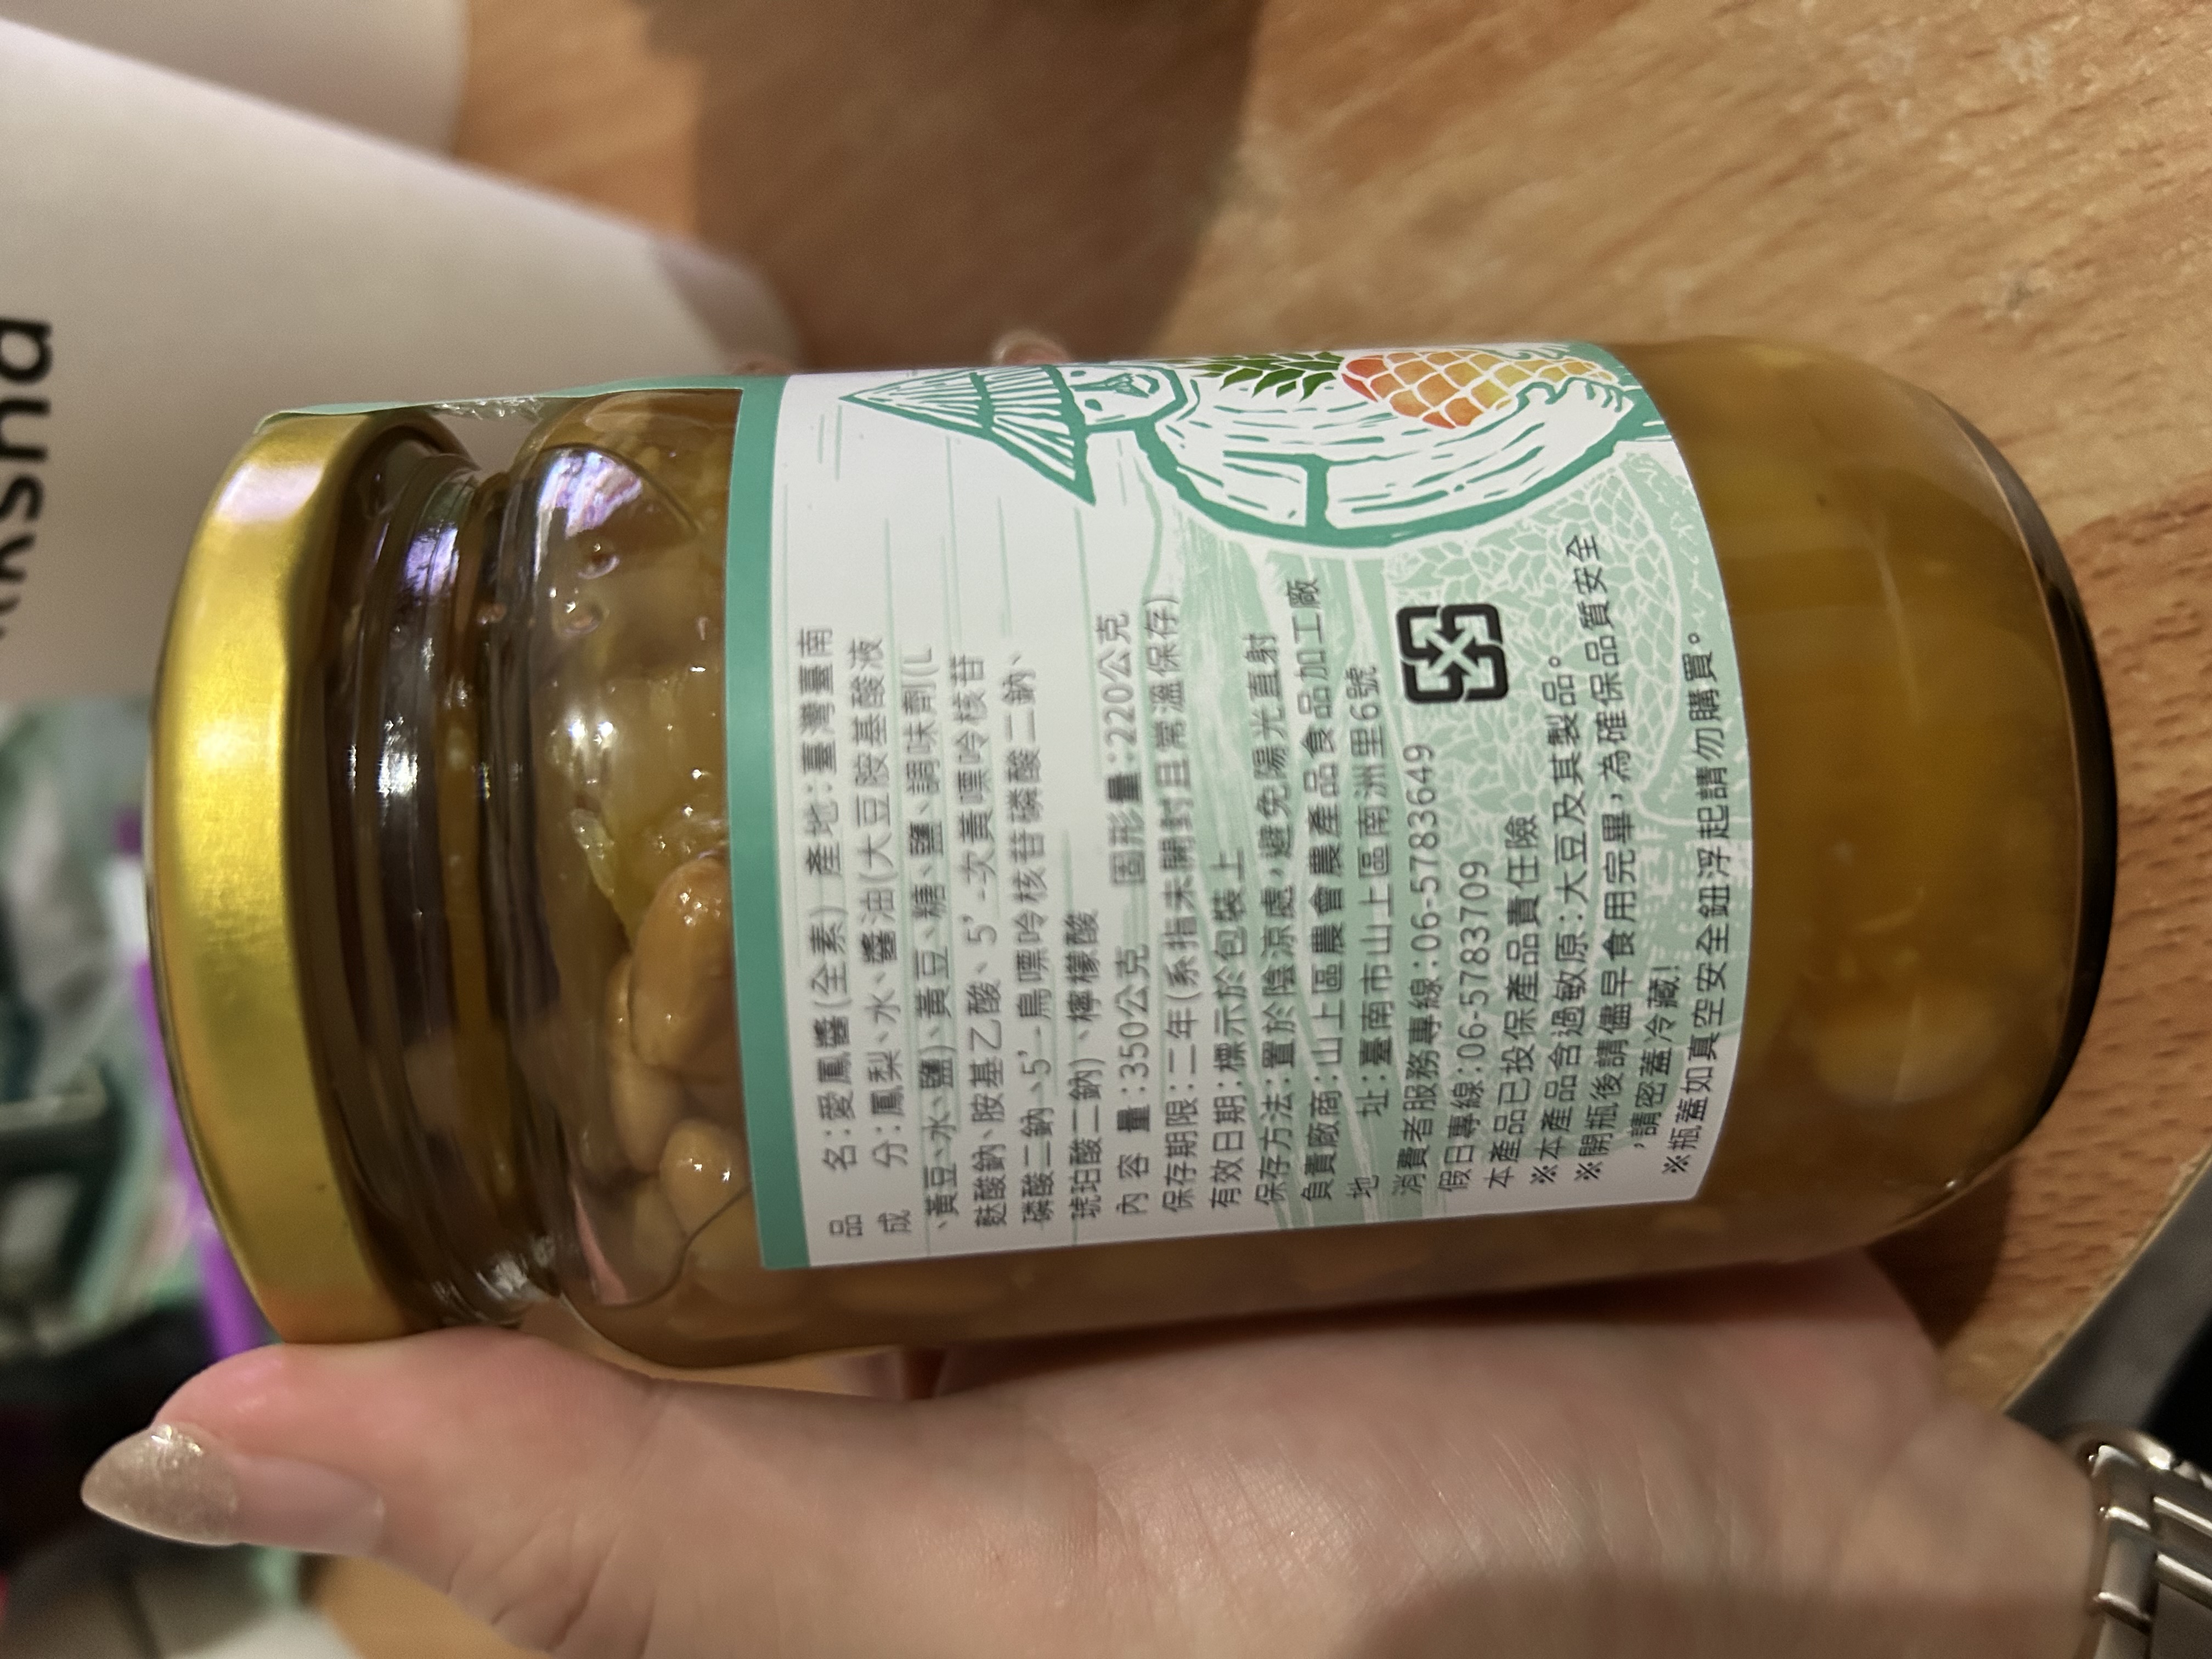 品名:愛鳳醬(全素) 產地:臺灣臺南
成分:鳳梨、水、醬油(大豆胺基酸液
、黃豆、水、鹽)、黃豆、糖、鹽、調味劑(L
麩酸鈉、胺基乙酸、5'-次黃嘌呤核苷
磷酸二鈉、5'-鳥嘌呤核苷磷酸二鈉、
琥珀酸二鈉)、檸檬酸
內容量:350公克 固形量:220公克
保存期限:二年(系指未開封且常溫保存)
有效日期:標示於包裝上
保存方法:置於陰涼處,避免陽光直射
負責廠商:山上區農會農產品食品加工廠
地址:臺南市山上區南洲里6號
消費者服務專線:06-5783649
假日專線:06-5783709
本產品已投保產品責任險
※本產品含過敏原:大豆及其製品。
※開瓶後請儘早食用完畢,為確保品質安全
,請密蓋冷藏!
※瓶蓋如真空安全鈕浮起請勿購買。